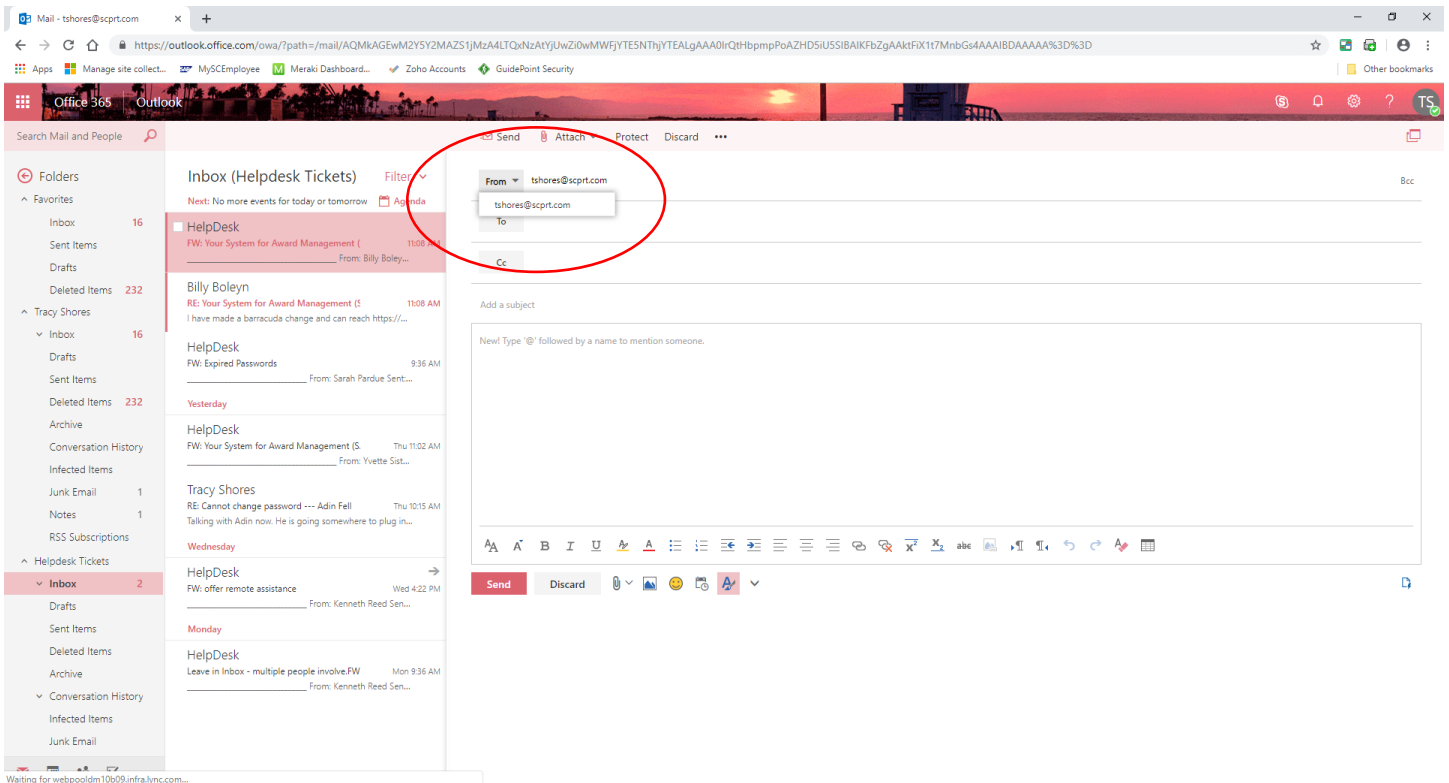 Mail - tshores@scprt.com
https://outlook.office.com/owa/?path=/mail/AQMkAGEwM2Y5Y2MAZS1jMzA4LTQxNzAtYjUwZi0wMWFjYTE5NThjYTEALgAAA0IrQtHbpmpPoAZHD5iU5SIBAIKFbZgAAktFiX1t7MnbGs4AAAIBDAAAAA%3D%3D
Apps Manage site collect... MySCEmployee Meraki Dashboard... Zoho Accounts GuidePoint Security Other bookmarks
Office 365 Outlook TS
Search Mail and People
Send Attach Protect Discard
Folders
Favorites
Inbox 16
Sent Items
Drafts
Deleted Items 232
Tracy Shores
Inbox 16
Drafts
Sent Items
Deleted Items 232
Archive
Conversation History
Infected Items
Junk Email 1
Notes 1
RSS Subscriptions
Helpdesk Tickets
Inbox 2
Drafts
Sent Items
Deleted Items
Archive
Conversation History
Infected Items
Junk Email
Inbox (Helpdesk Tickets) Filter
Next: No more events for today or tomorrow Agenda
HelpDesk
FW: Your System for Award Management ( 11:08 AM
From: Billy Boley...
Billy Boleyn
RE: Your System for Award Management (S 11:08 AM
I have made a barracuda change and can reach https://...
HelpDesk
FW: Expired Passwords 9:36 AM
From: Sarah Pardue Sent:...
Yesterday
HelpDesk
FW: Your System for Award Management (S. Thu 11:02 AM
From: Yvette Sist...
Tracy Shores
RE: Cannot change password --- Adin Fell Thu 10:15 AM
Talking with Adin now. He is going somewhere to plug in...
Wednesday
HelpDesk
FW: offer remote assistance Wed 4:22 PM
From: Kenneth Reed Sen...
Monday
HelpDesk
Leave in Inbox - multiple people involve.FW Mon 9:36 AM
From: Kenneth Reed Sen...
From tshores@scprt.com Bcc
tshores@scprt.com
To
Cc
Add a subject
New! Type '@' followed by a name to mention someone.
Send Discard
Waiting for webpooldm10b09.infra.lync.com...